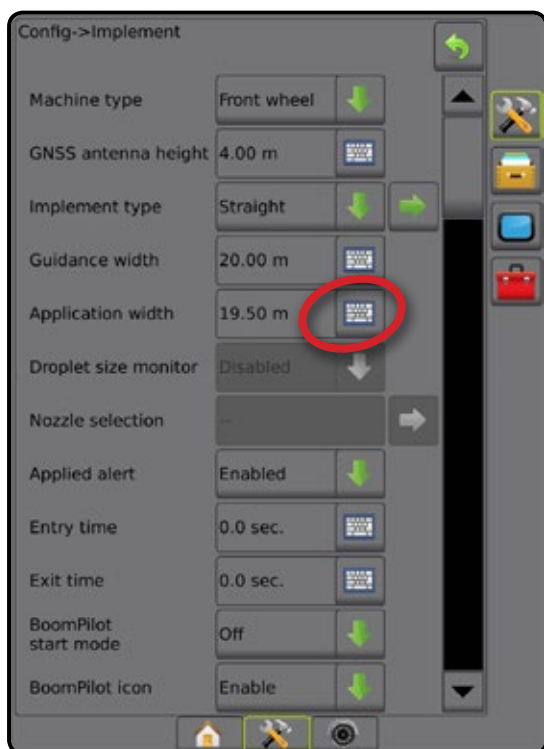 Config->Implement
Machine type Front wheel
GNSS antenna height 4.00 m
Implement type Straight
Guidance width 20.00 m
Application width 19.50 m
Droplet size monitor Disabled
Nozzle selection --
Applied alert Enabled
Entry time 0.0 sec.
Exit time 0.0 sec.
BoomPilot
start mode Off
BoomPilot icon Enable